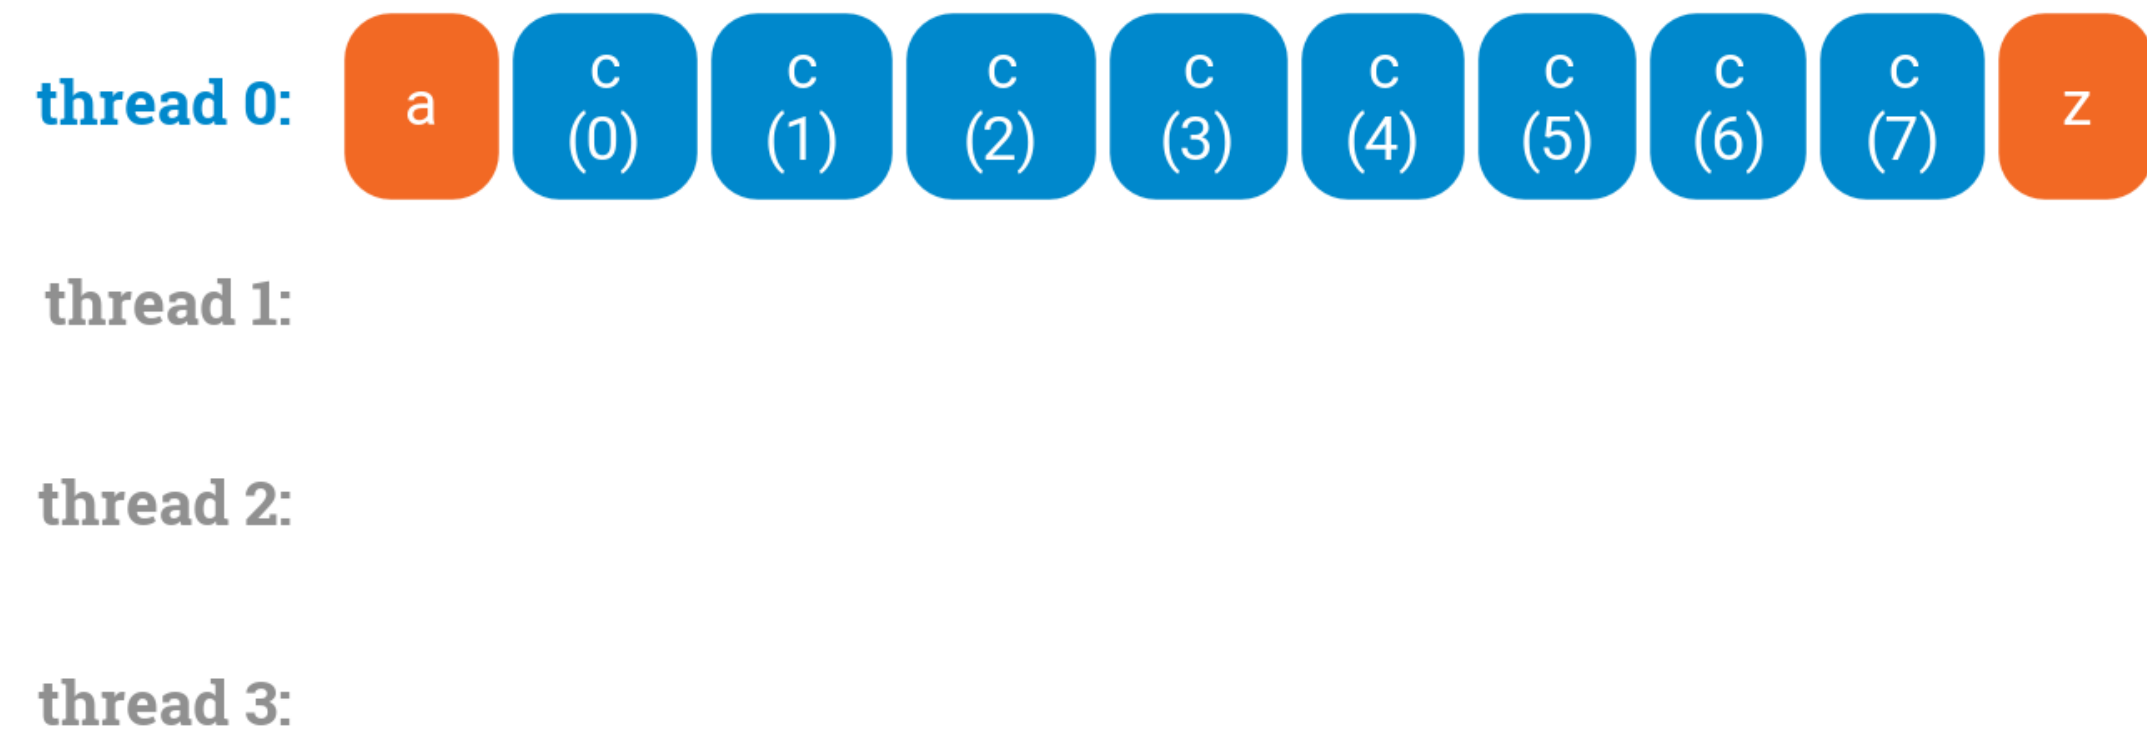 thread 0: a c (0) c (1) c (2) c (3) c (4) c (5) c (6) c (7) z
thread 1:
thread 2:
thread 3: